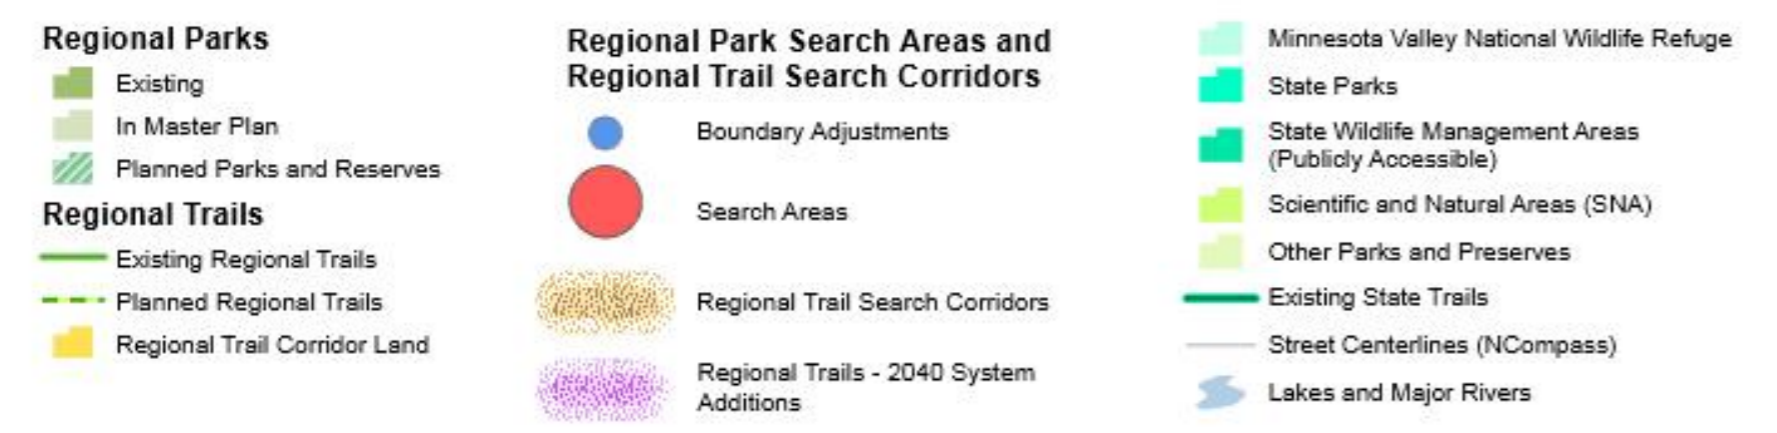 Regional Parks
Existing
In Master Plan
Planned Parks and Reserves
Regional Trails
Existing Regional Trails
Planned Regional Trails
Regional Trail Corridor Land
Regional Park Search Areas and
Regional Trail Search Corridors
Boundary Adjustments
Search Areas
Regional Trail Search Corridors
Regional Trails - 2040 System
Additions
Minnesota Valley National Wildlife Refuge
State Parks
State Wildlife Management Areas
(Publicly Accessible)
Scientific and Natural Areas (SNA)
Other Parks and Preserves
Existing State Trails
Street Centerlines (NCompass)
Lakes and Major Rivers